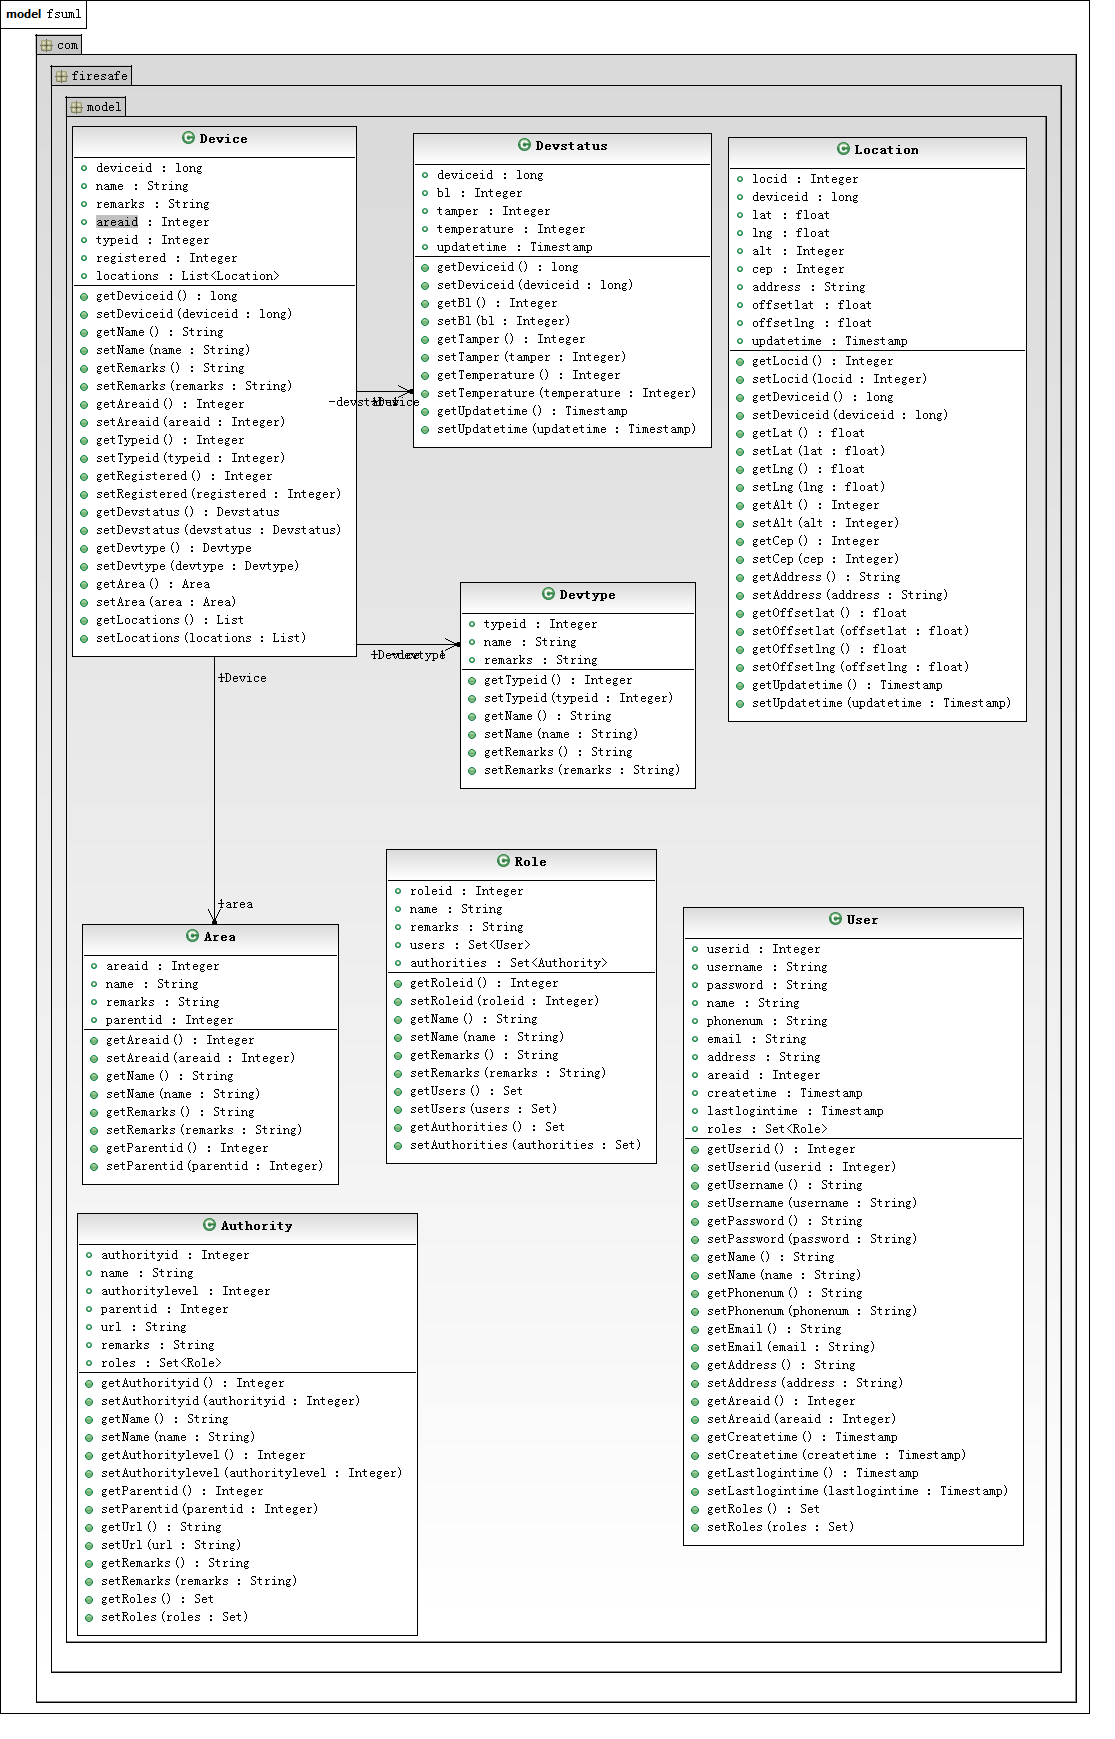 model fsuml
com
firesafe
model
Device
deviceid : long
name : String
remarks : String
areaid : Integer
typeid : Integer
registered : Integer
locations : List<Location>
getDeviceid() : long
setDeviceid(deviceid : long)
getName() : String
setName(name : String)
getRemarks() : String
setRemarks(remarks : String)
getAreaid() : Integer
setAreaid(areaid : Integer)
getTypeid() : Integer
setTypeid(typeid : Integer)
getRegistered() : Integer
setRegistered(registered : Integer)
getDevstatus() : Devstatus
setDevstatus(devstatus : Devstatus)
getDevtype() : Devtype
setDevtype(devtype : Devtype)
getArea() : Area
setArea(area : Area)
getLocations() : List
setLocations(locations : List)
Devstatus
deviceid : long
bl : Integer
tamper : Integer
temperature : Integer
updatetime : Timestamp
getDeviceid() : long
setDeviceid(deviceid : long)
getBl() : Integer
setBl(bl : Integer)
getTamper() : Integer
setTamper(tamper : Integer)
getTemperature() : Integer
setTemperature(temperature : Integer)
getUpdatetime() : Timestamp
setUpdatetime(updatetime : Timestamp)
Location
locid : Integer
deviceid : long
lat : float
lng : float
alt : Integer
cep : Integer
address : String
offsetlat : float
offsetlng : float
updatetime : Timestamp
getLocid() : Integer
setLocid(locid : Integer)
getDeviceid() : long
setDeviceid(deviceid : long)
getLat() : float
setLat(lat : float)
getLng() : float
setLng(lng : float)
getAlt() : Integer
setAlt(alt : Integer)
getCep() : Integer
setCep(cep : Integer)
getAddress() : String
setAddress(address : String)
getOffsetlat() : float
setOffsetlat(offsetlat : float)
getOffsetlng() : float
setOffsetlng(offsetlng : float)
getUpdatetime() : Timestamp
setUpdatetime(updatetime : Timestamp)
Devtype
typeid : Integer
name : String
remarks : String
getTypeid() : Integer
setTypeid(typeid : Integer)
getName() : String
setName(name : String)
getRemarks() : String
setRemarks(remarks : String)
Device
area
Area
areaid : Integer
name : String
remarks : String
parentid : Integer
getAreaid() : Integer
setAreaid(areaid : Integer)
getName() : String
setName(name : String)
getRemarks() : String
setRemarks(remarks : String)
getParentid() : Integer
setParentid(parentid : Integer)
Role
roleid : Integer
name : String
remarks : String
users : Set<User>
authorities : Set<Authority>
getRoleid() : Integer
setRoleid(roleid : Integer)
getName() : String
setName(name : String)
getRemarks() : String
setRemarks(remarks : String)
getUsers() : Set
setUsers(users : Set)
getAuthorities() : Set
setAuthorities(authorities : Set)
User
userid : Integer
username : String
password : String
name : String
phonenum : String
email : String
address : String
areaid : Integer
createtime : Timestamp
lastlogintime : Timestamp
roles : Set<Role>
getUserid() : Integer
setUserid(userid : Integer)
getUsername() : String
setUsername(username : String)
getPassword() : String
setPassword(password : String)
getName() : String
setName(name : String)
getPhonenum() : String
setPhonenum(phonenum : String)
getEmail() : String
setEmail(email : String)
getAddress() : String
setAddress(address : String)
getAreaid() : Integer
setAreaid(areaid : Integer)
getCreatetime() : Timestamp
setCreatetime(createtime : Timestamp)
getLastlogintime() : Timestamp
setLastlogintime(lastlogintime : Timestamp)
getRoles() : Set
setRoles(roles : Set)
Authority
authorityid : Integer
name : String
authoritylevel : Integer
parentid : Integer
url : String
remarks : String
roles : Set<Role>
getAuthorityid() : Integer
setAuthorityid(authorityid : Integer)
getName() : String
setName(name : String)
getAuthoritylevel() : Integer
setAuthoritylevel(authoritylevel : Integer)
getParentid() : Integer
setParentid(parentid : Integer)
getUrl() : String
setUrl(url : String)
getRemarks() : String
setRemarks(remarks : String)
getRoles() : Set
setRoles(roles : Set)